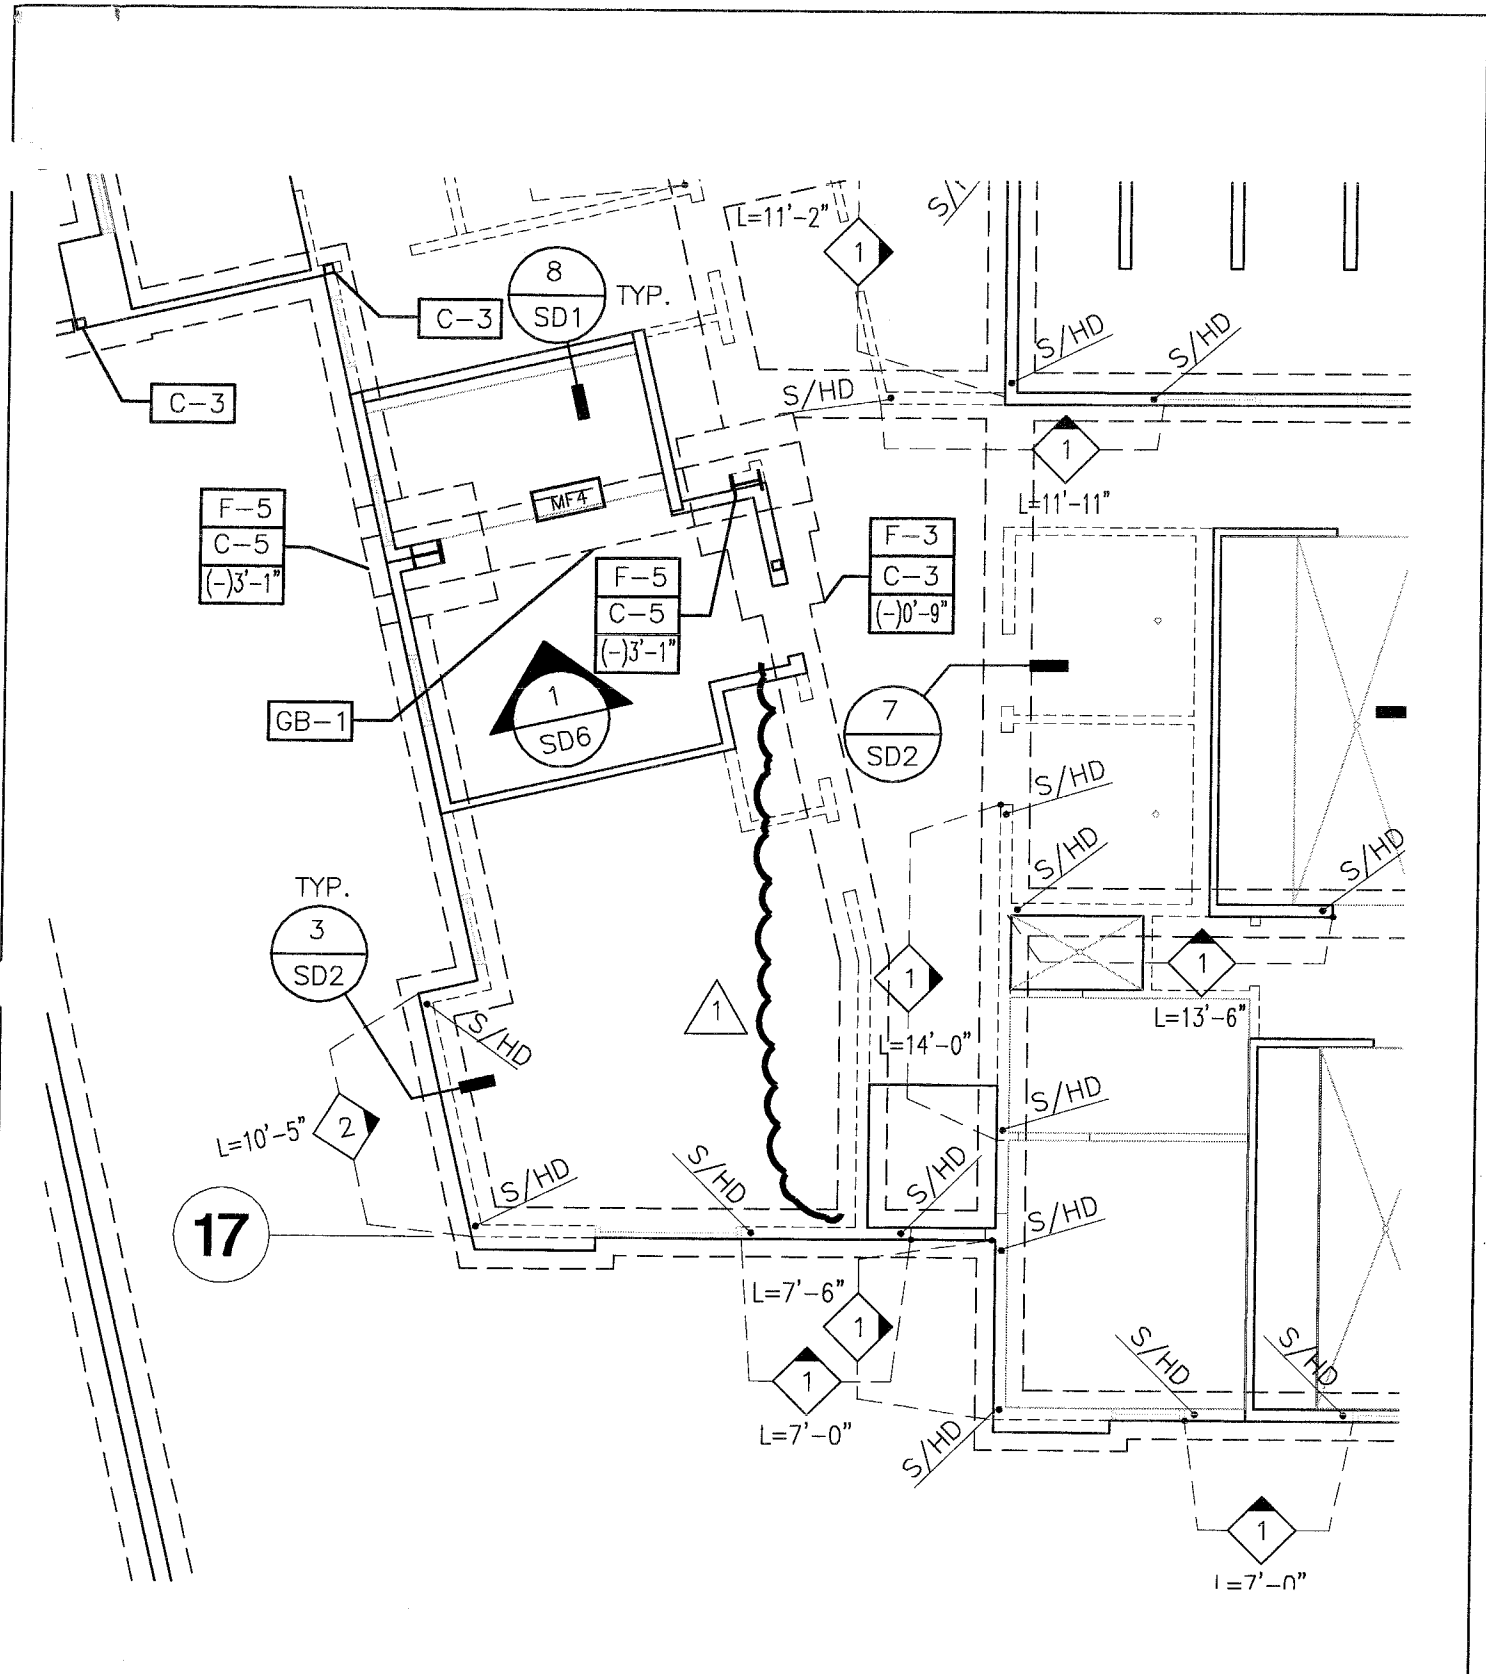 L=11'-2"
S/
1
8
SD1
TYP.
C-3
C-3
S/HD
S/HD
S/HD
1
L=11'-11"
MF4
F-5
C-5
(-)3'-1"
F-5
C-5
(-)3'-1"
F-3
C-3
(-)0'-9"
GB-1
1
SD6
7
SD2
S/HD
S/HD
S/HD
TYP.
3
SD2
1
1
1
L=13'-6"
L=14'-0"
S/HD
L=10'-5"
2
S/HD
S/HD
S/HD
S/HD
S/HD
17
L=7'-6"
1
1
L=7'-0"
S/HD
S/HD
S/HD
1
L=7'-0"